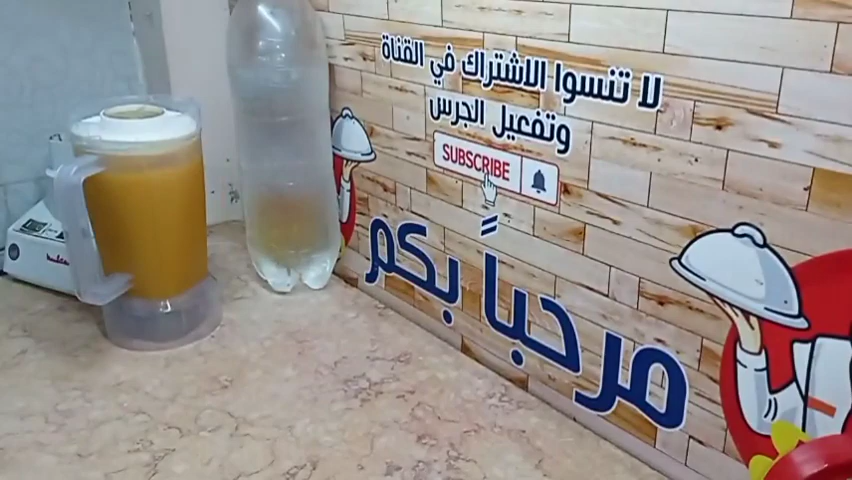 لا تنسوا الاشتراك في القناة
وتفعيل الجرس
SUBSCRIBE
مرحباً بكم